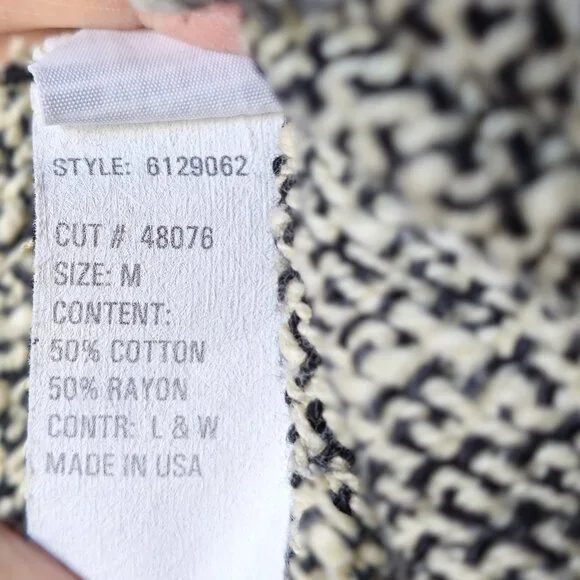 STYLE: 6129062
CUT # 48076
SIZE: M
CONTENT:
50% COTTON
50% RAYON
CONTR: L & W
MADE IN USA